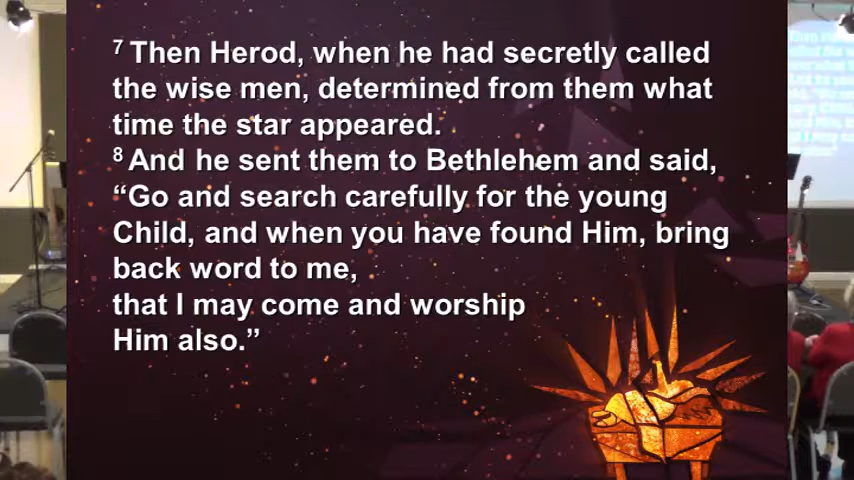 7 Then Herod, when he had secretly called
the wise men, determined from them what
time the star appeared.
8 And he sent them to Bethlehem and said,
“Go and search carefully for the young
Child, and when you have found Him, bring
back word to me,
that I may come and worship
Him also.”